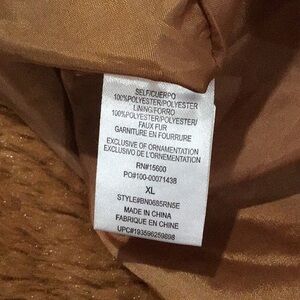 SELF/CUERPO
100%POLYESTER/POLYESTER
LINING/FORRO
100%POLYESTER/POLYESTER/
FAUX FUR
GARNITURE EN FOURRURE
EXCLUSIVE OF ORNAMENTATION
EXCLUSIVO DE L'ORNEMENTATION
RN#15600
PO#100-00071438
XL
STYLE#BN0685RN5E
MADE IN CHINA
FABRIQUE EN CHINE
UPC#193596259898